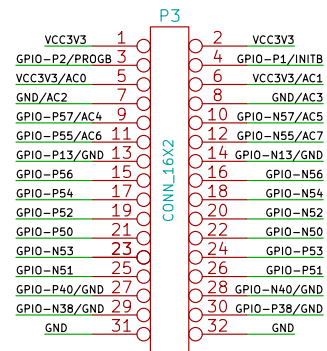 P3
VCC3V3 1 2 VCC3V3
GPIO-P2/PROGB 3 4 GPIO-P1/INITB
VCC3V3/AC0 5 6 VCC3V3/AC1
GND/AC2 7 8 GND/AC3
GPIO-P57/AC4 9 10 GPIO-N57/AC5
GPIO-P55/AC6 11 12 GPIO-N55/AC7
GPIO-P13/GND 13 14 GPIO-N13/GND
GPIO-P56 15 16 GPIO-N56
GPIO-P54 17 18 GPIO-N54
GPIO-P52 19 20 GPIO-N52
GPIO-P50 21 22 GPIO-N50
GPIO-N53 23 24 GPIO-P53
GPIO-N51 25 26 GPIO-P51
GPIO-P40/GND 27 28 GPIO-N40/GND
GPIO-N38/GND 29 30 GPIO-P38/GND
GND 31 32 GND
CONN_16X2